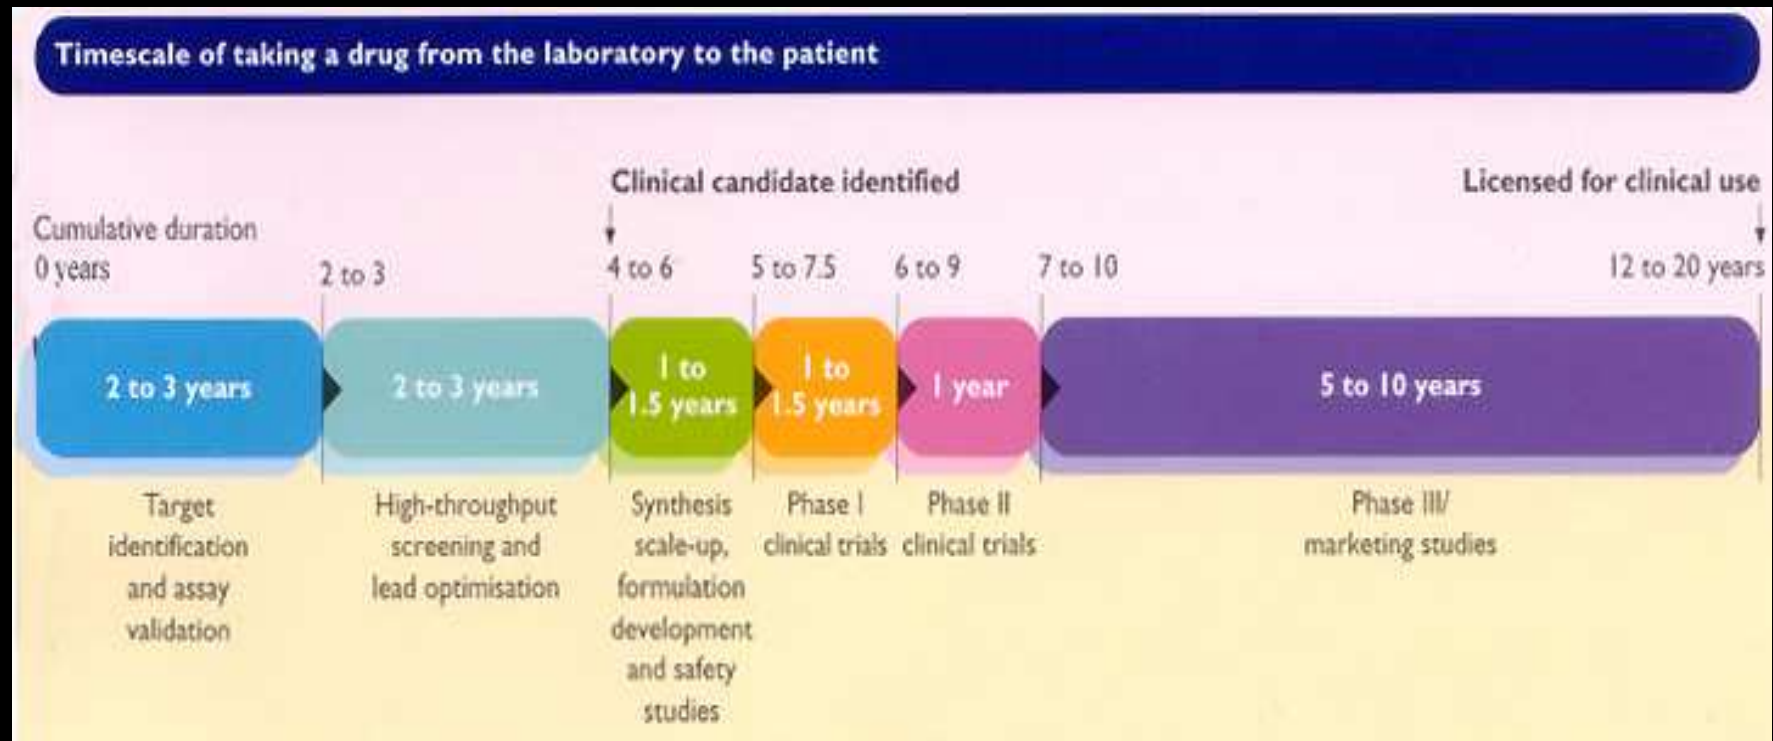 Timescale of taking a drug from the laboratory to the patient
Clinical candidate identified
Licensed for clinical use
Cumulative duration
0 years
2 to 3
4 to 6
5 to 7.5
6 to 9
7 to 10
12 to 20 years
2 to 3 years
2 to 3 years
1 to
1.5 years
1 to
1.5 years
1 year
5 to 10 years
Target
identification
and assay
validation
High-throughput
screening and
lead optimisation
Synthesis
scale-up,
formulation
development
and safety
studies
Phase I
clinical trials
Phase II
clinical trials
Phase III/
marketing studies